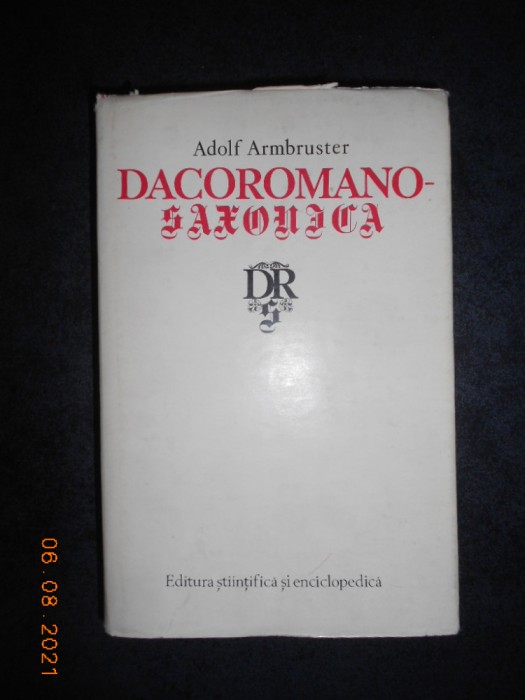 Adolf Armbruster
DACOROMANO-
SAXONICA
DR
S
Editura științifică și enciclopedică
06.08.2021